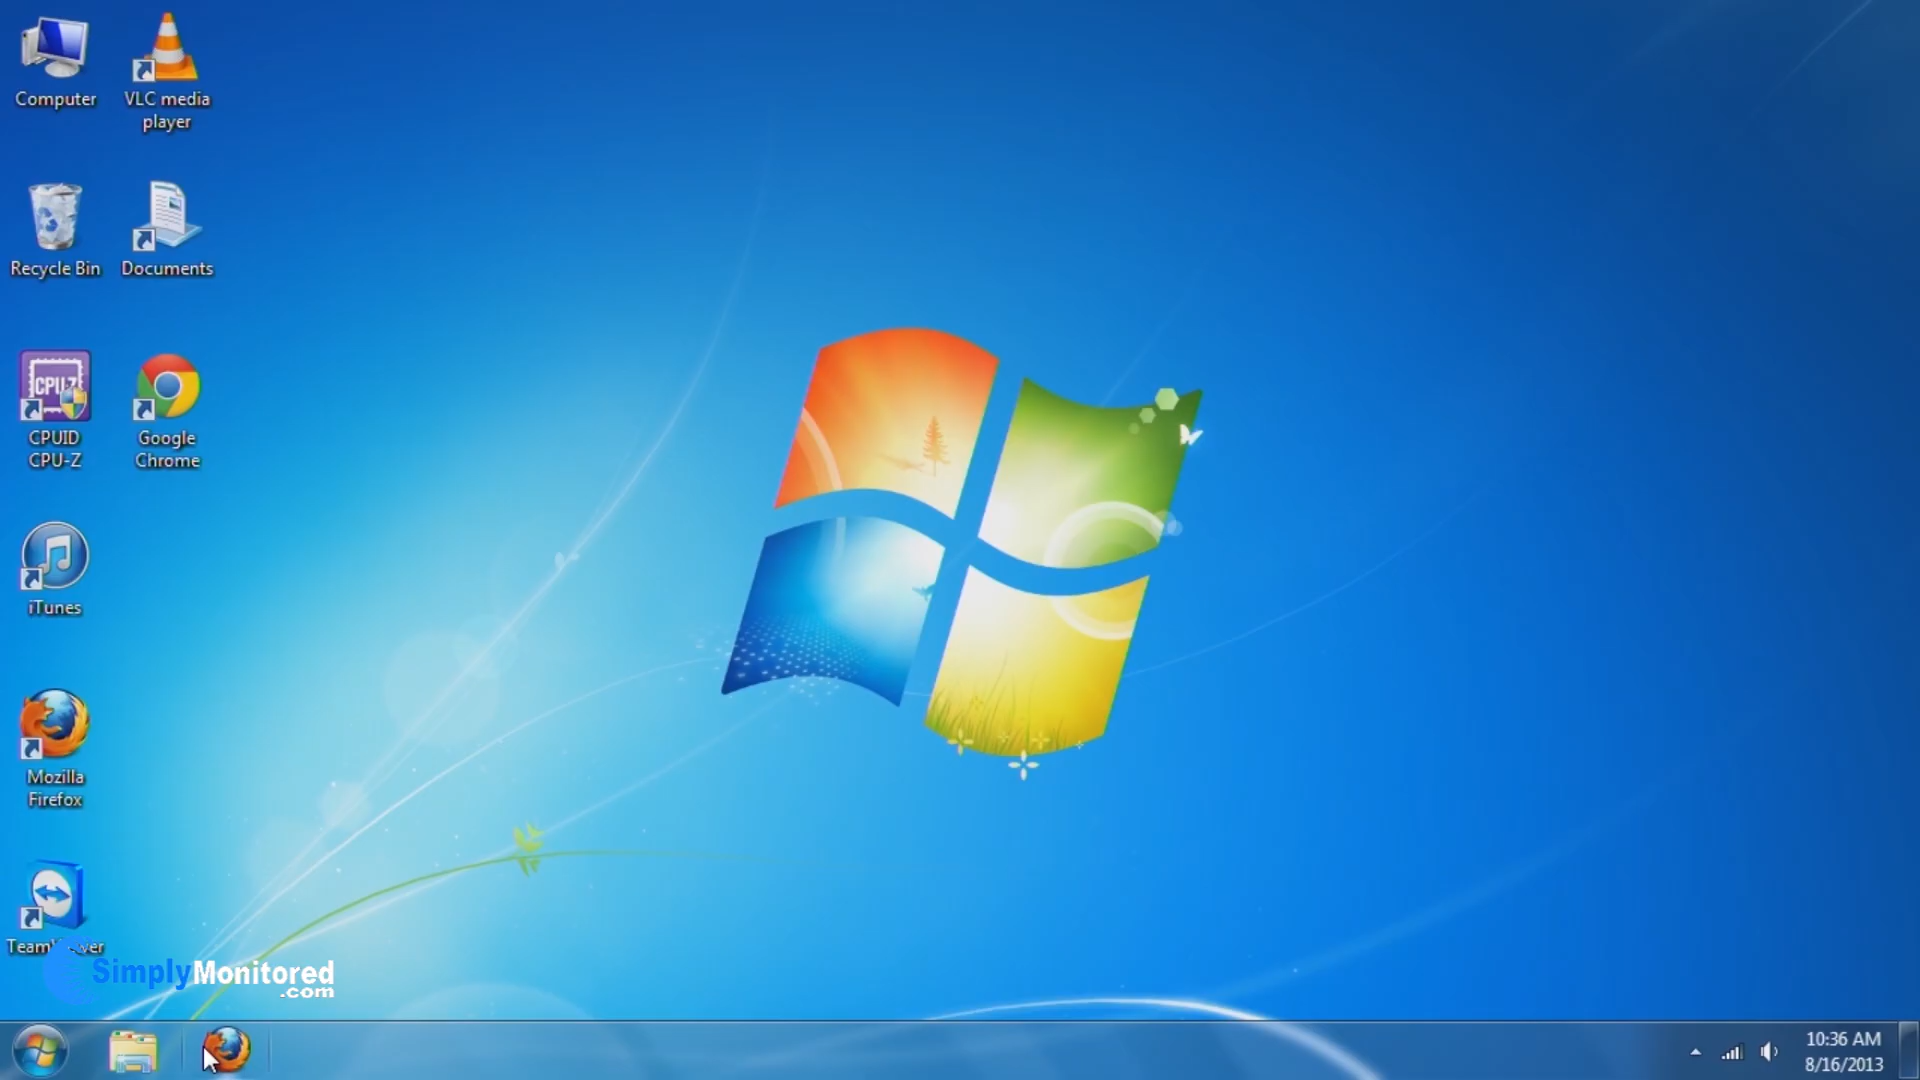 Computer
VLC media
player
Recycle Bin
Documents
CPU-Z
CPUID
CPU-Z
Google
Chrome
iTunes
Mozilla
Firefox
SimplyMonitored
.com
10:36 AM
8/16/2013